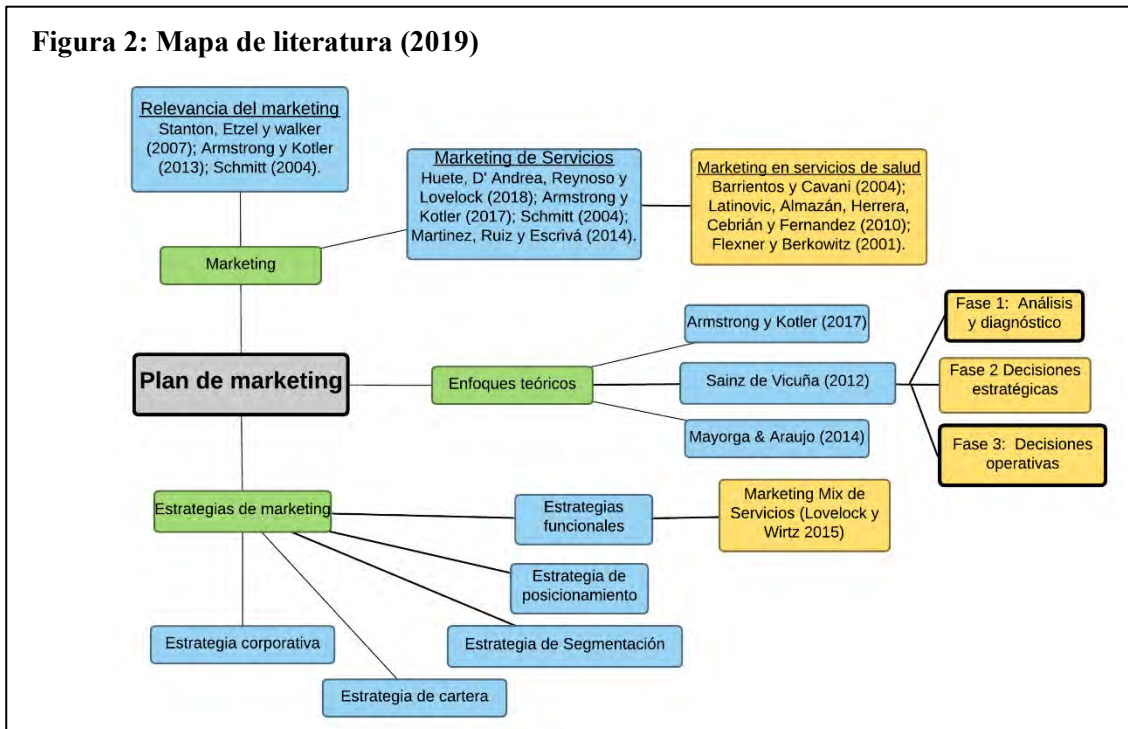 Figura 2: Mapa de literatura (2019)
Relevancia del marketing
Stanton, Etzel y walker
(2007); Armstrong y Kotler
(2013); Schmitt (2004).
Marketing de Servicios
Huete, D' Andrea, Reynoso y
Lovelock (2018); Armstrong y
Kotler (2017); Schmitt (2004);
Martinez, Ruiz y Escrivá (2014).
Marketing en servicios de salud
Barrientos y Cavani (2004);
Latinovic, Almazán, Herrera,
Cebrián y Fernandez (2010);
Flexner y Berkowitz (2001).
Marketing
Plan de marketing
Enfoques teóricos
Armstrong y Kotler (2017)
Sainz de Vicuña (2012)
Mayorga & Araujo (2014)
Fase 1: Análisis
y diagnóstico
Fase 2 Decisiones
estratégicas
Fase 3: Decisiones
operativas
Estrategias de marketing
Estrategias
funcionales
Marketing Mix de
Servicios (Lovelock y
Wirtz 2015)
Estrategia de
posicionamiento
Estrategia de Segmentación
Estrategia corporativa
Estrategia de cartera